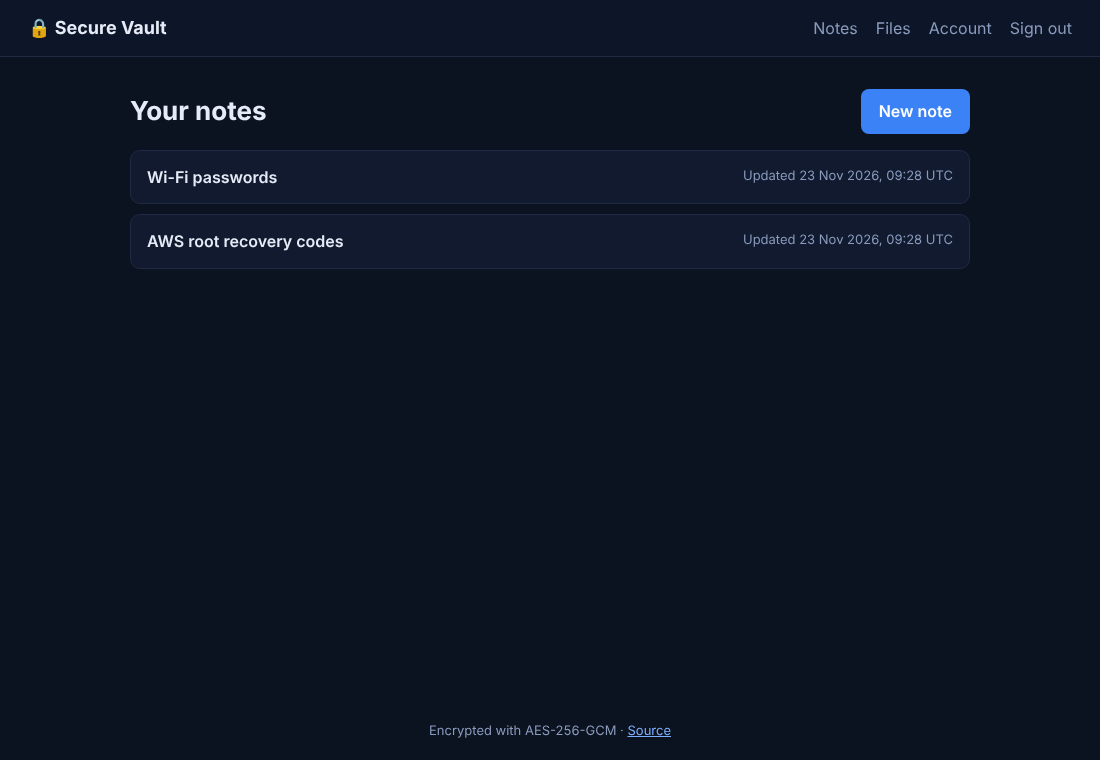 🔒 Secure Vault
Notes Files Account Sign out
Your notes
New note
Wi-Fi passwords
Updated 23 Nov 2026, 09:28 UTC
AWS root recovery codes
Updated 23 Nov 2026, 09:28 UTC
Encrypted with AES-256-GCM · Source